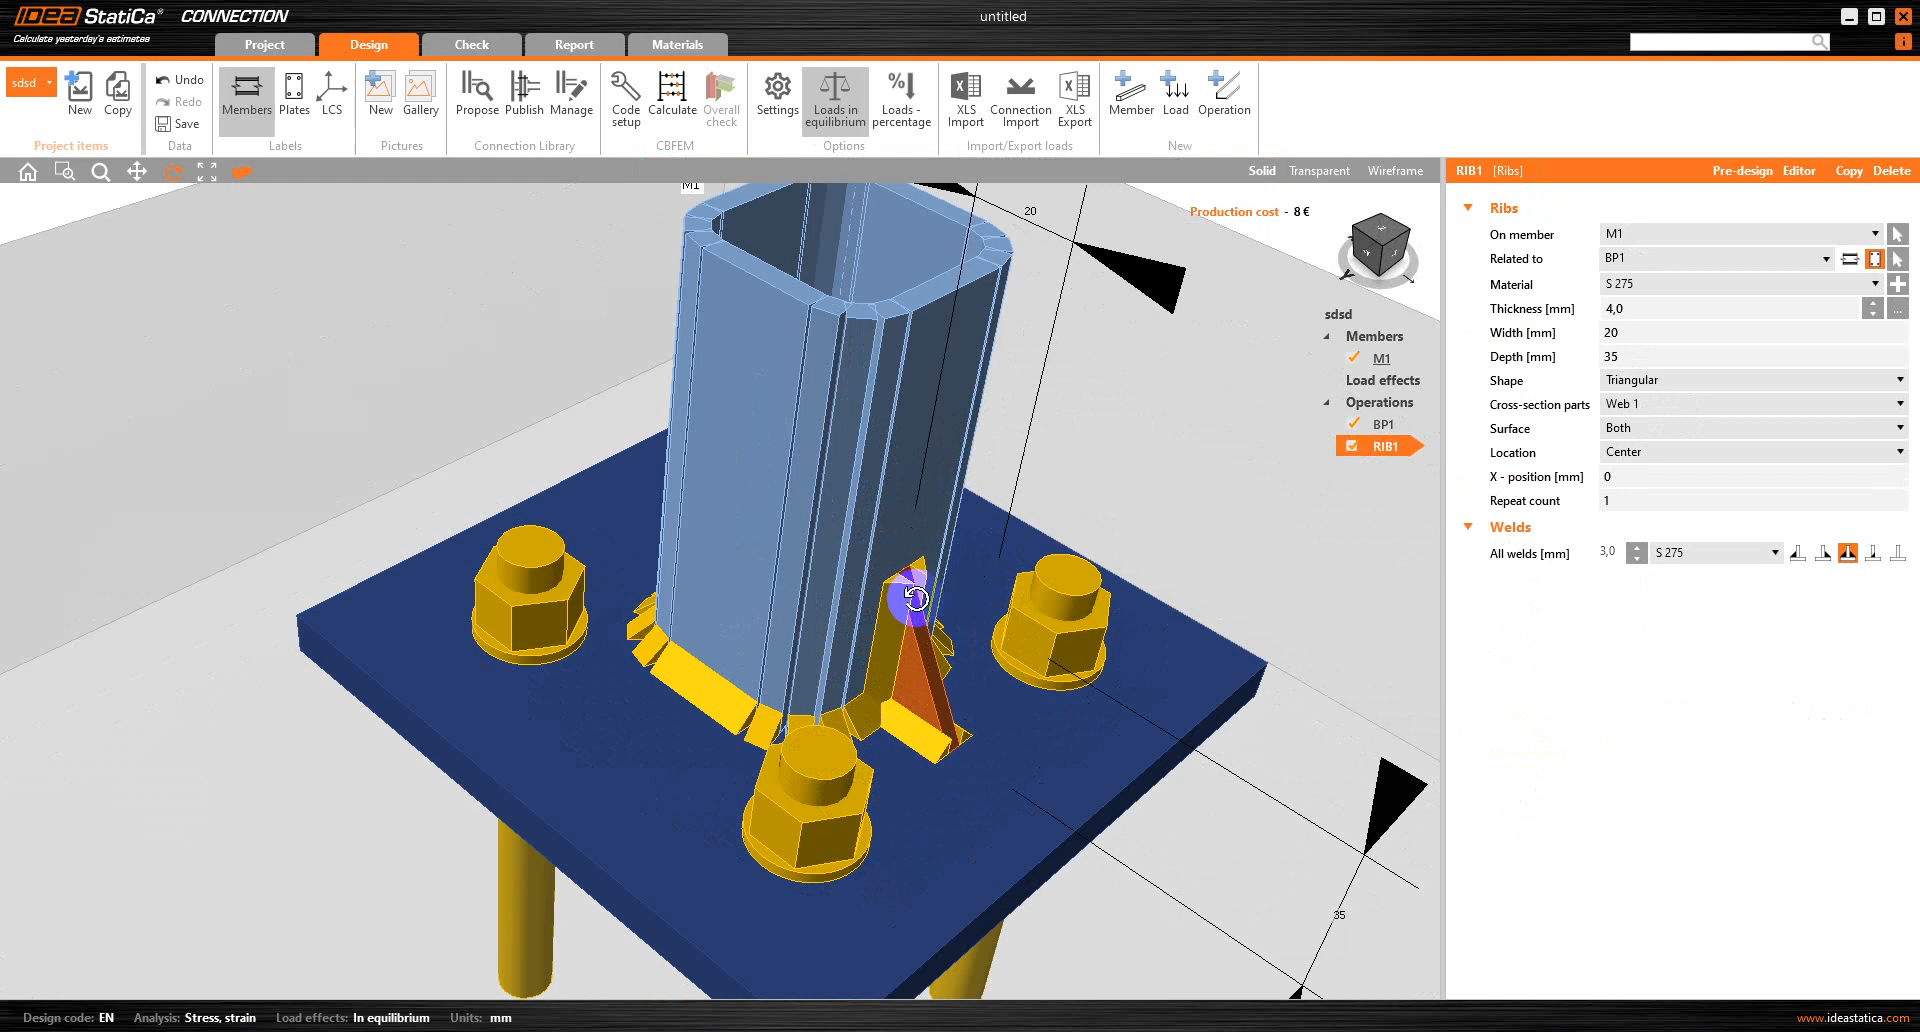 IDEA StatiCa® CONNECTION
Calculate yesterday's estimates
untitled
Project
Design
Check
Report
Materials
sdsd
New
Copy
Project items
Undo
Redo
Save
Data
Members
Plates
LCS
Labels
New
Gallery
Pictures
Propose
Publish
Manage
Connection Library
Code setup
Calculate
Overall check
CBFEM
Settings
Loads in equilibrium
Loads - percentage
Options
XLS Import
Connection Import
XLS Export
Import/Export loads
Member
Load
Operation
New
Solid
Transparent
Wireframe
RIB1 [Ribs]
Pre-design
Editor
Copy
Delete
M1
20
Production cost - 8 €
sdsd
Members
M1
Load effects
Operations
BP1
RIB1
35
Ribs
On member M1
Related to BP1
Material S 275
Thickness [mm] 4,0
...
Width [mm] 20
Depth [mm] 35
Shape Triangular
Cross-section parts Web 1
Surface Both
Location Center
X - position [mm] 0
Repeat count 1
Welds
All welds [mm] 3,0 S 275
Design code: EN Analysis: Stress, strain Load effects: In equilibrium Units: mm
www.ideastatica.com